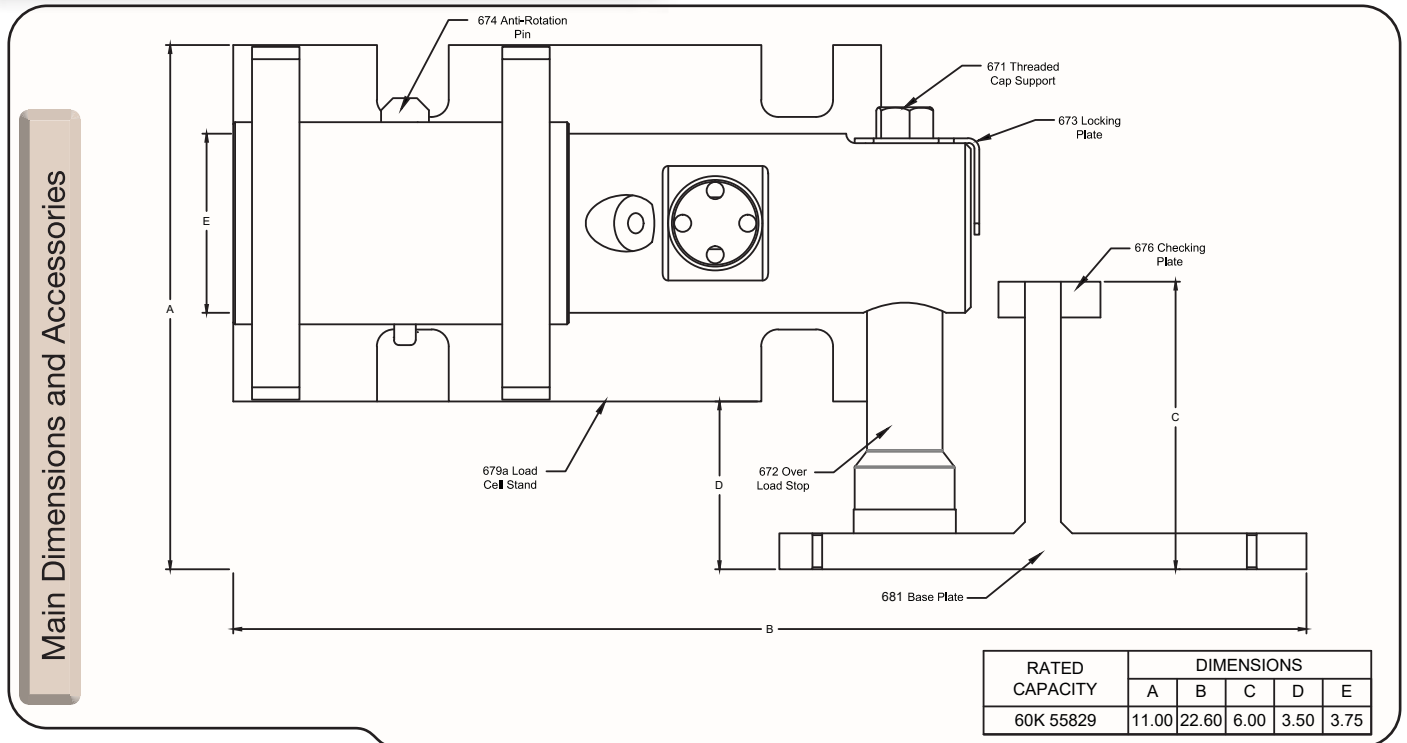 Main Dimensions and Accessories
674 Anti-Rotation
Pin
671 Threaded
Cap Support
673 Locking
Plate
676 Checking
Plate
E
A
C
679a Load
Cell Stand
672 Over
Load Stop
D
681 Base Plate
B
RATED
CAPACITY
DIMENSIONS
A B C D E
60K 55829 11.00 22.60 6.00 3.50 3.75